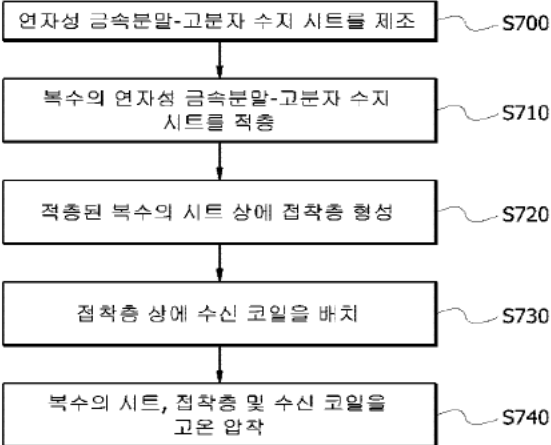 연자성 금속분말-고분자 수지 시트를 제조
S700
복수의 연자성 금속분말-고분자 수지
시트를 적층
S710
적층된 복수의 시트 상에 접착층 형성
S720
접착층 상에 수신 코일을 배치
S730
복수의 시트, 접착층 및 수신 코일을
고온 압착
S740